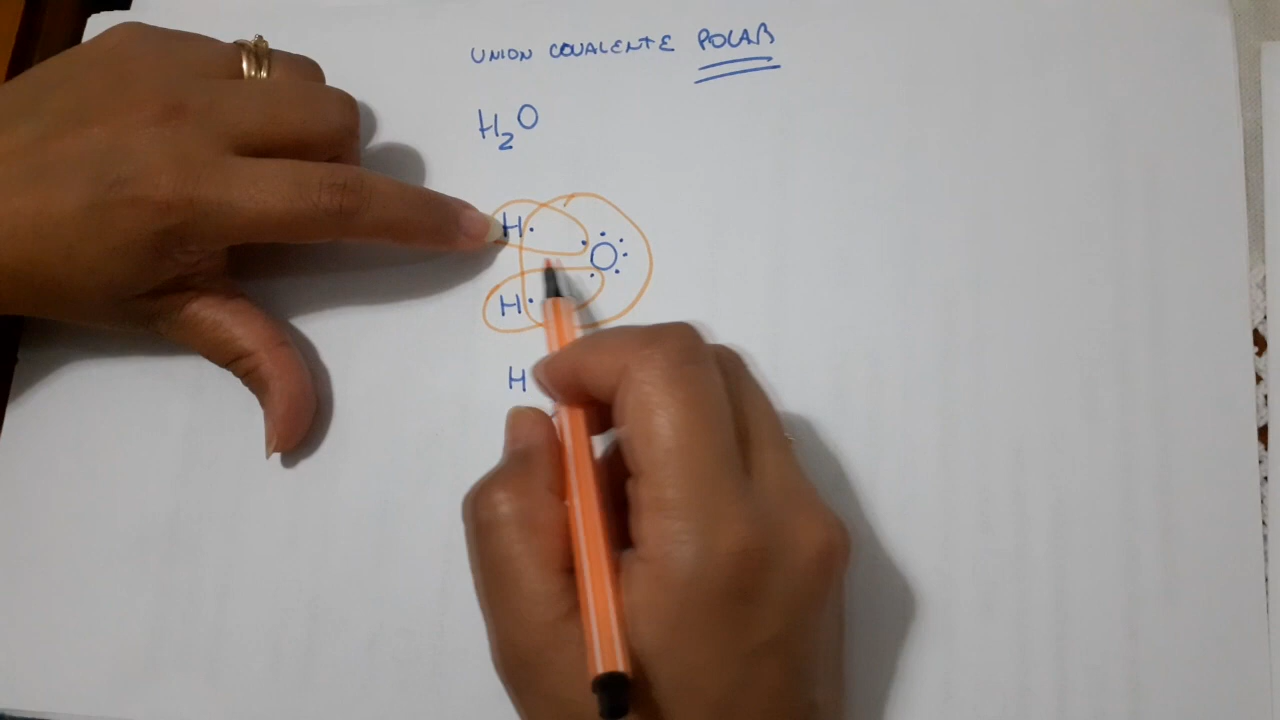 UNION COVALENTE POLAR
H₂O
H· ·O
H·
H